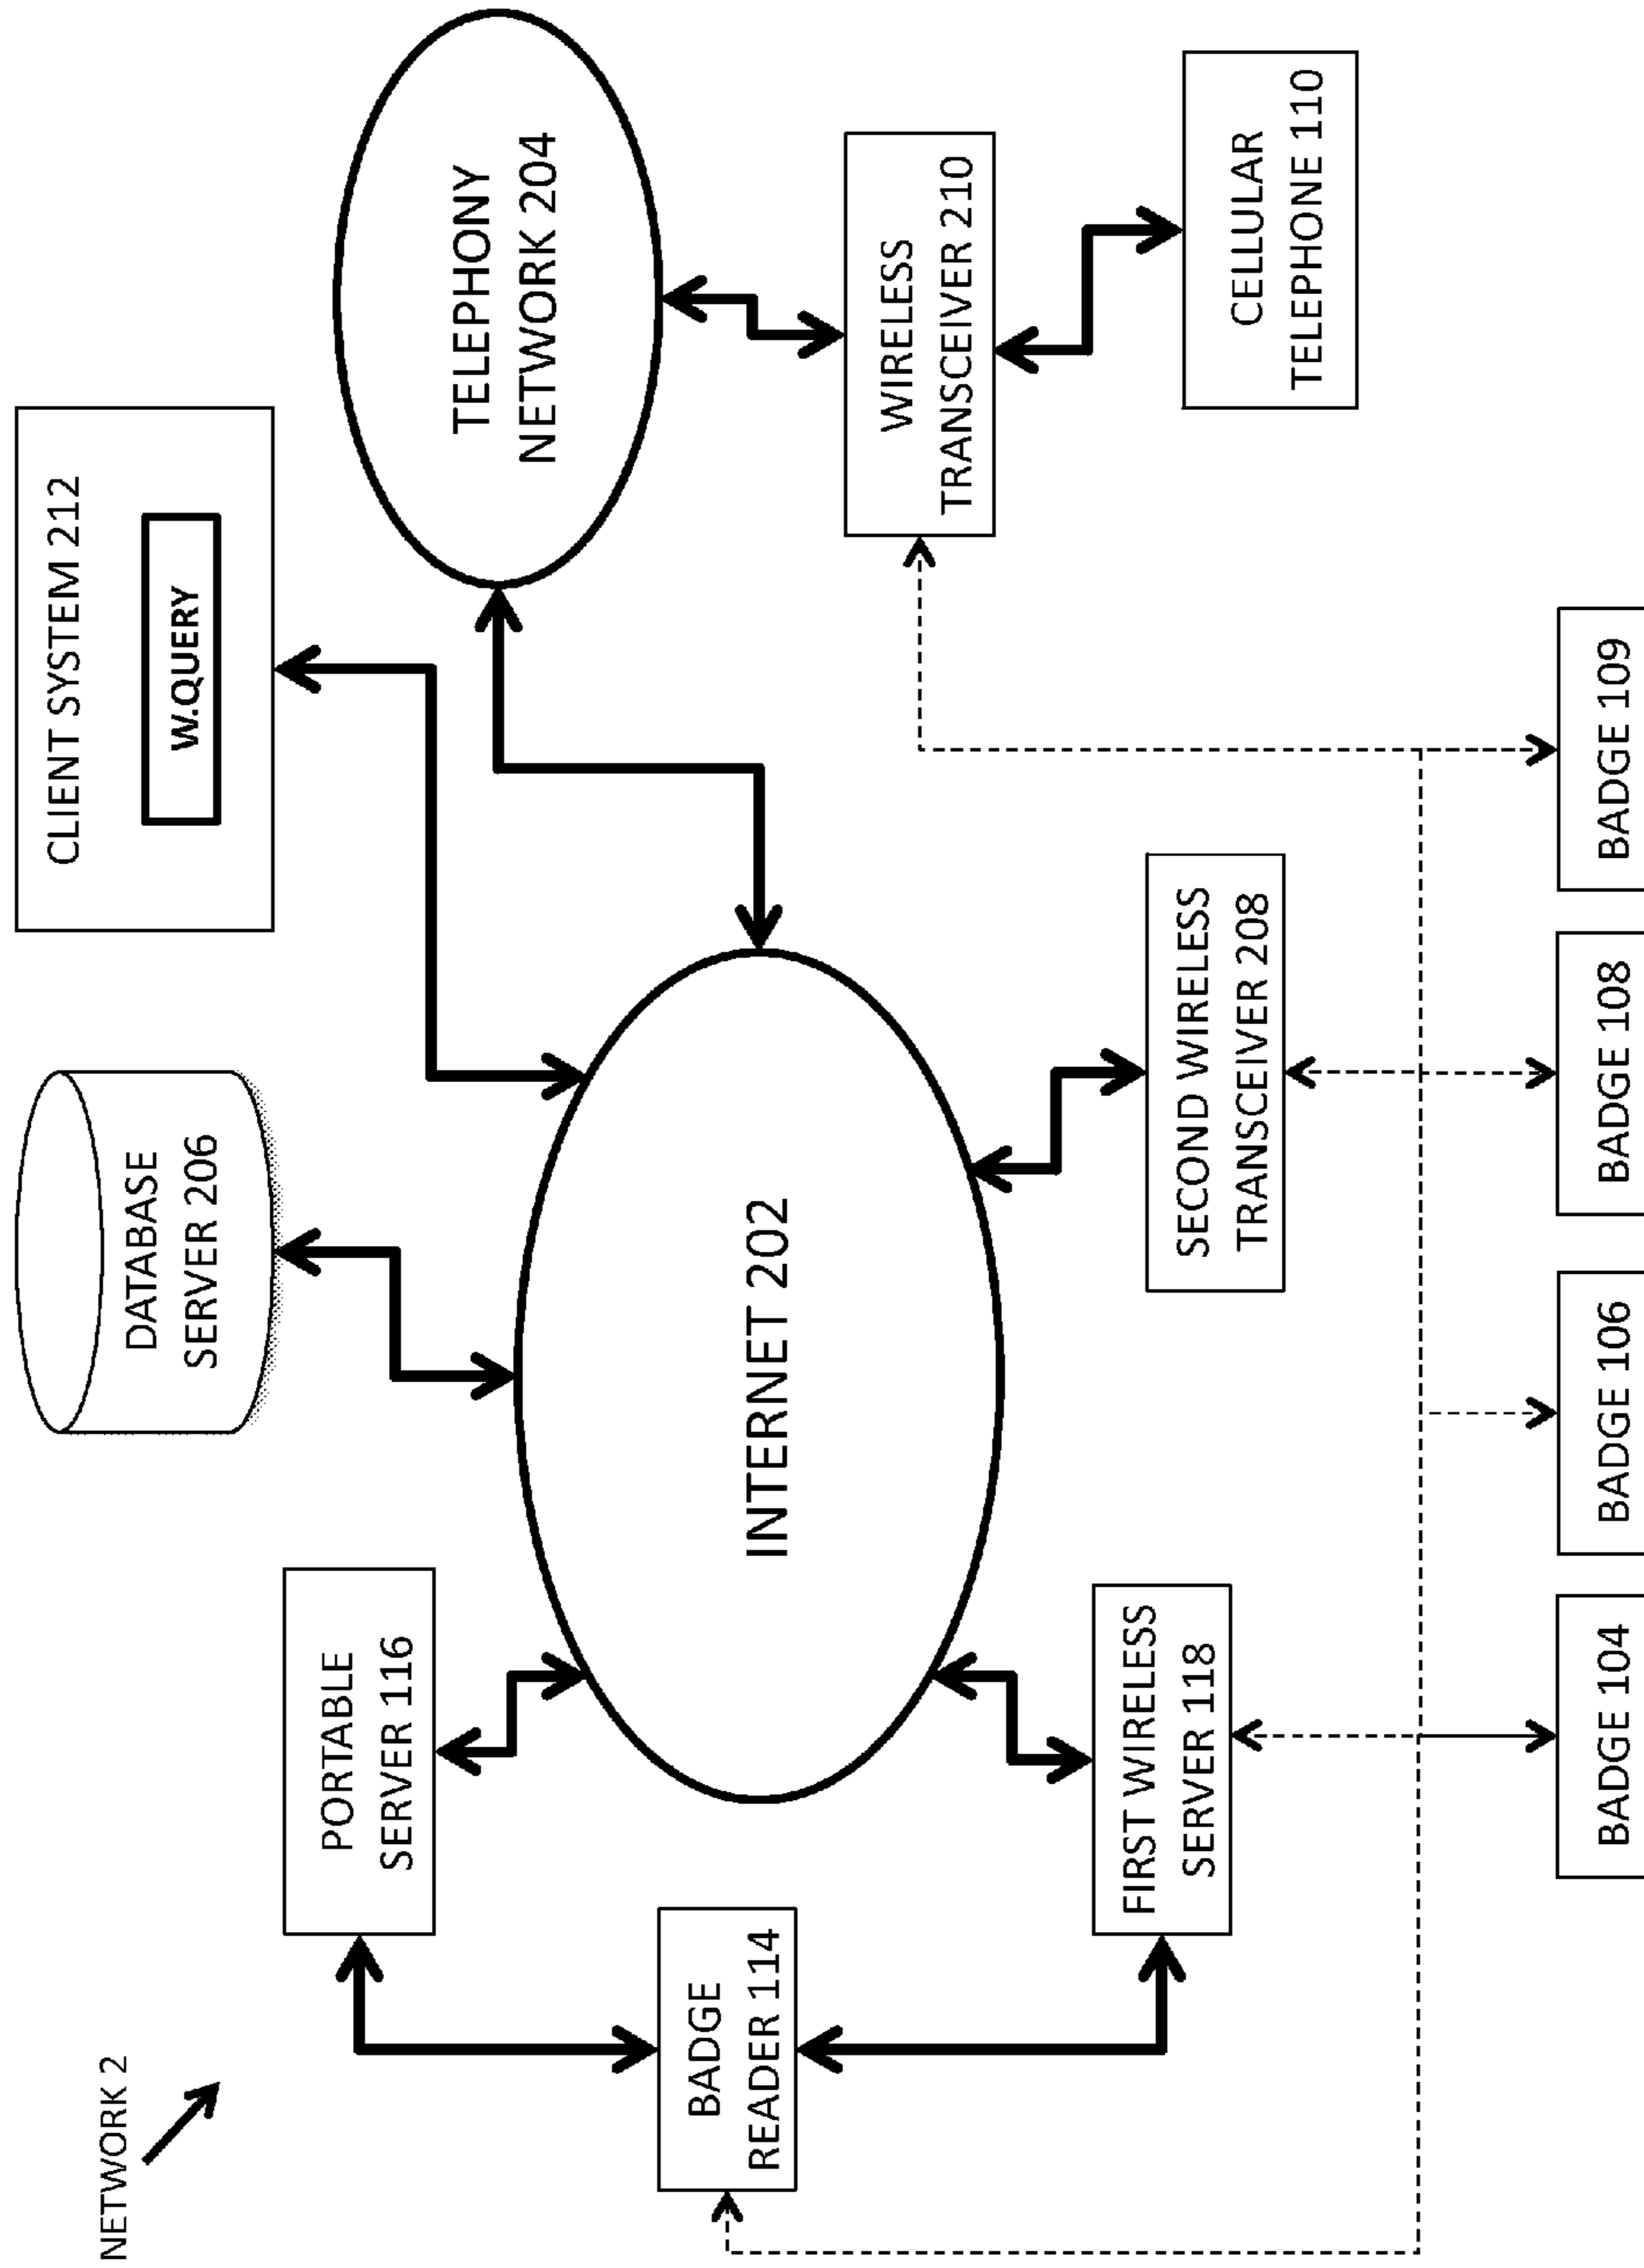 NETWORK 2
DATABASE
SERVER 206
CLIENT SYSTEM 212
W.QUERY
PORTABLE
SERVER 116
TELEPHONY
NETWORK 204
BADGE
READER 114
INTERNET 202
WIRELESS
TRANSCEIVER 210
FIRST WIRELESS
SERVER 118
SECOND WIRELESS
TRANSCEIVER 208
CELLULAR
TELEPHONE 110
BADGE 104
BADGE 106
BADGE 108
BADGE 109